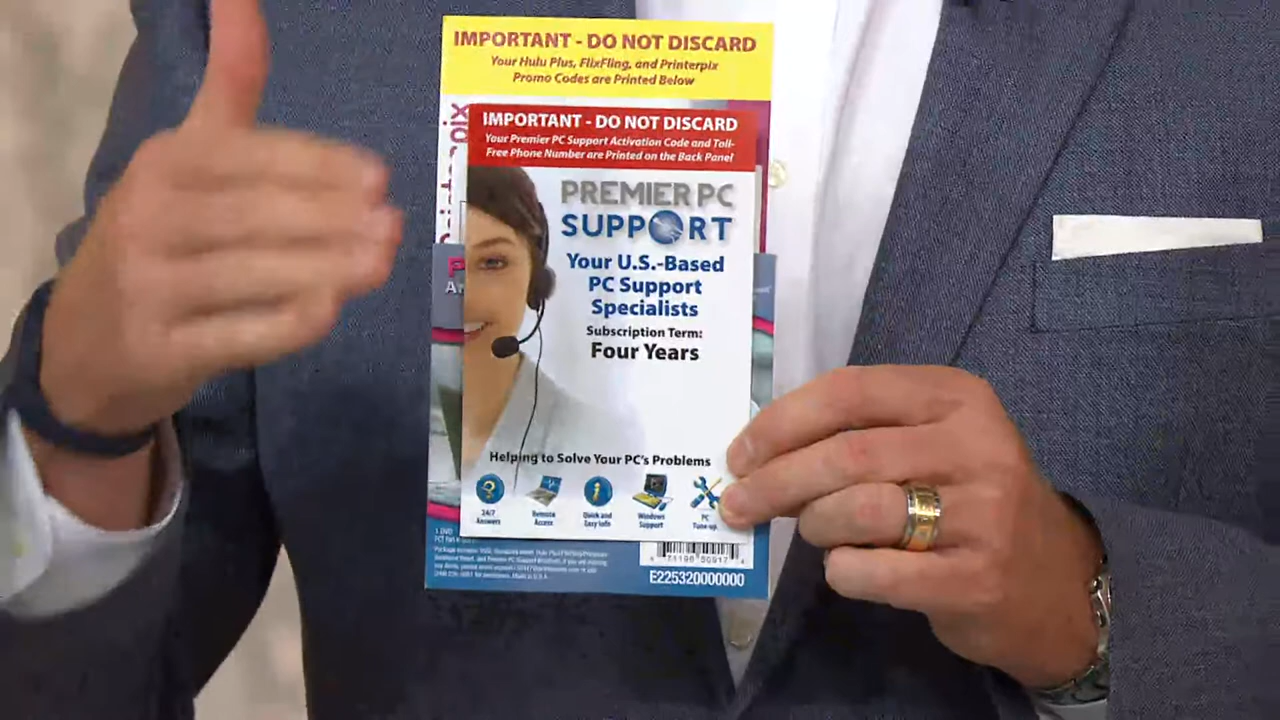 IMPORTANT - DO NOT DISCARD
Your Hulu Plus, FlixFling, and Printerpix
Promo Codes are Printed Below
IMPORTANT - DO NOT DISCARD
Your Premier PC Support Activation Code and Toll-
Free Phone Number are Printed on the Back Panel
PREMIER PC
SUPPORT
Your U.S.-Based
PC Support
Specialists
Subscription Term:
Four Years
Helping to Solve Your PC's Problems
24/7
Answers
Remote
Access
Quick and
Easy Info
Windows
Support
PC
Tune-up
E225320000000